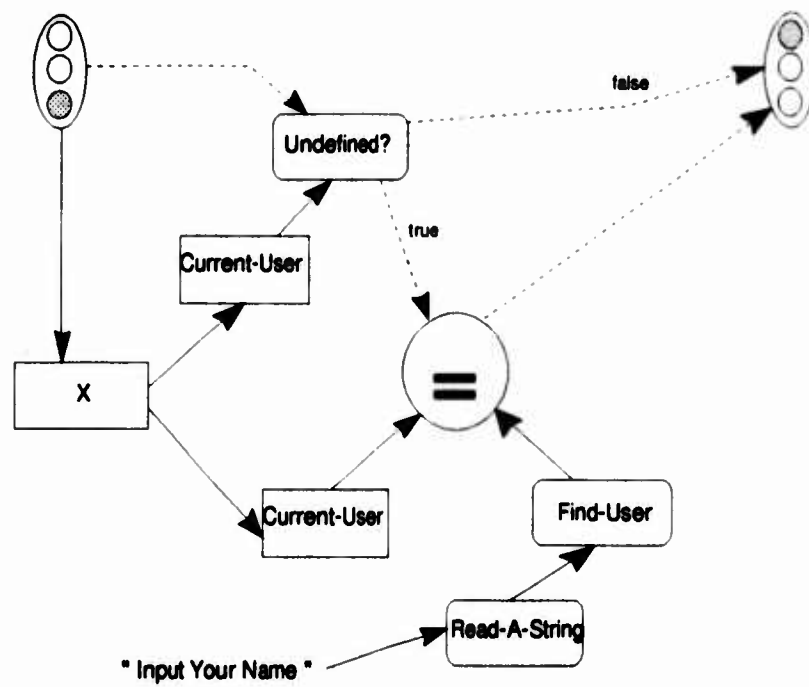 false
Undefined?
true
Current-User
X
=
Current-User
Find-User
Read-A-String
" Input Your Name "